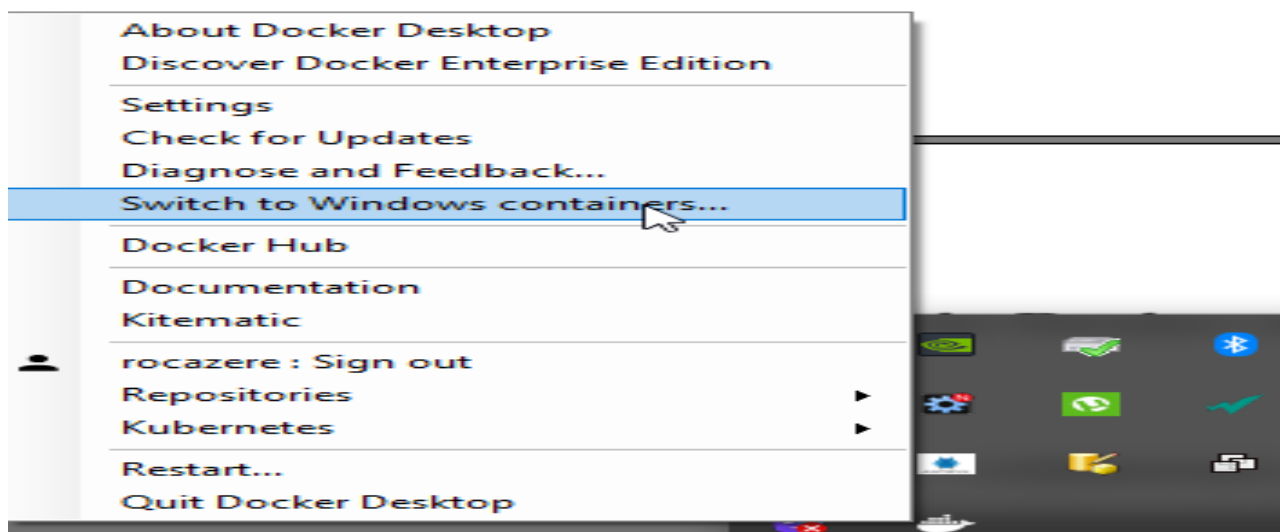 About Docker Desktop
Discover Docker Enterprise Edition
Settings
Check for Updates
Diagnose and Feedback...
Switch to Windows containers...
Docker Hub
Documentation
Kitematic
rocazere : Sign out
Repositories
Kubernetes
Restart...
Quit Docker Desktop